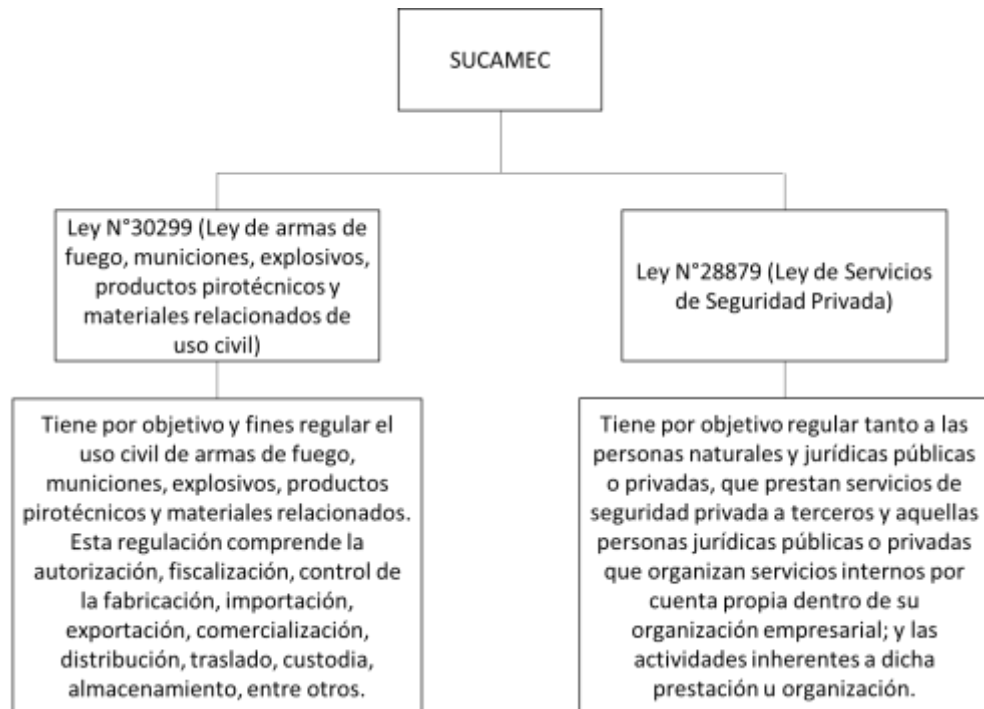 SUCAMEC
Ley N°30299 (Ley de armas de
fuego, municiones, explosivos,
productos pirotécnicos y
materiales relacionados de
uso civil)
Ley N°28879 (Ley de Servicios
de Seguridad Privada)
Tiene por objetivo y fines regular el
uso civil de armas de fuego,
municiones, explosivos, productos
pirotécnicos y materiales relacionados.
Esta regulación comprende la
autorización, fiscalización, control de
la fabricación, importación,
exportación, comercialización,
distribución, traslado, custodia,
almacenamiento, entre otros.
Tiene por objetivo regular tanto a las
personas naturales y jurídicas públicas
o privadas, que prestan servicios de
seguridad privada a terceros y aquellas
personas jurídicas públicas o privadas
que organizan servicios internos por
cuenta propia dentro de su
organización empresarial; y las
actividades inherentes a dicha
prestación u organización.